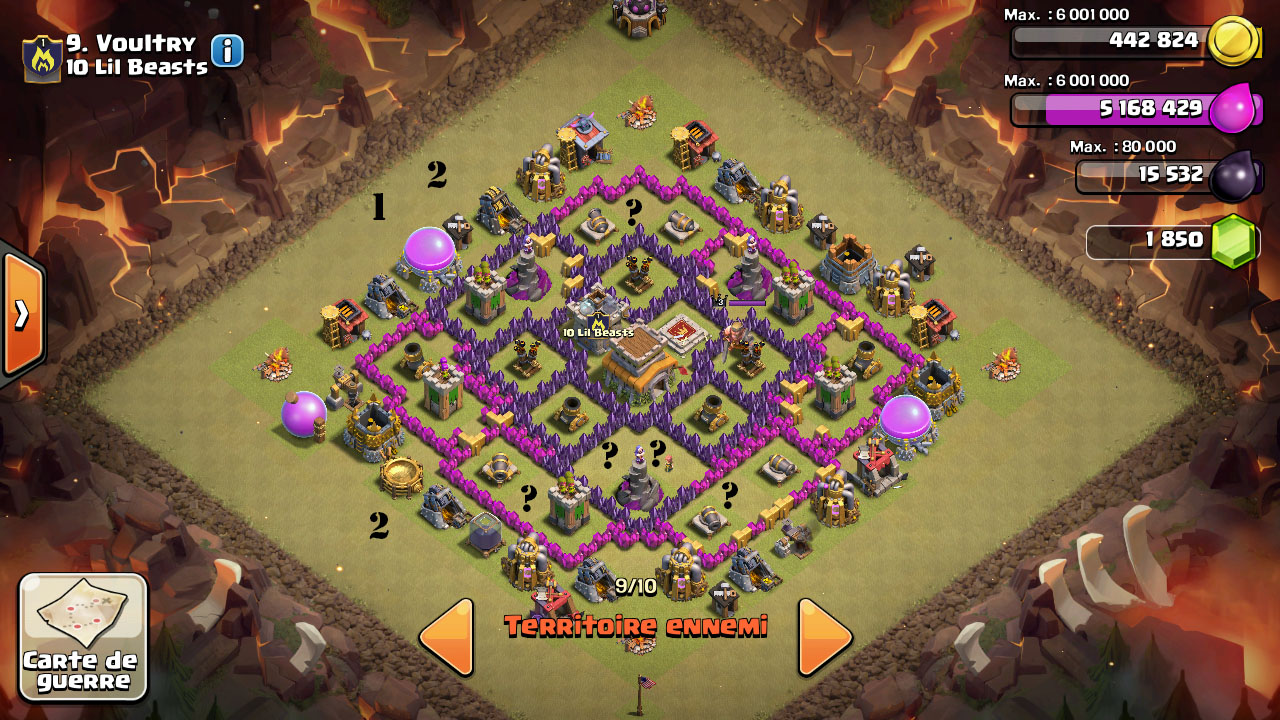 9. Voultry
10 Lil Beasts
i
Max. : 6 001 000
442 824
Max. : 6 001 000
5 168 429
Max. : 80 000
15 532
1 850
2
1
?
3
10 Lil Beasts
? ?
? ?
2
9/10
Territoire ennemi
Carte de
guerre